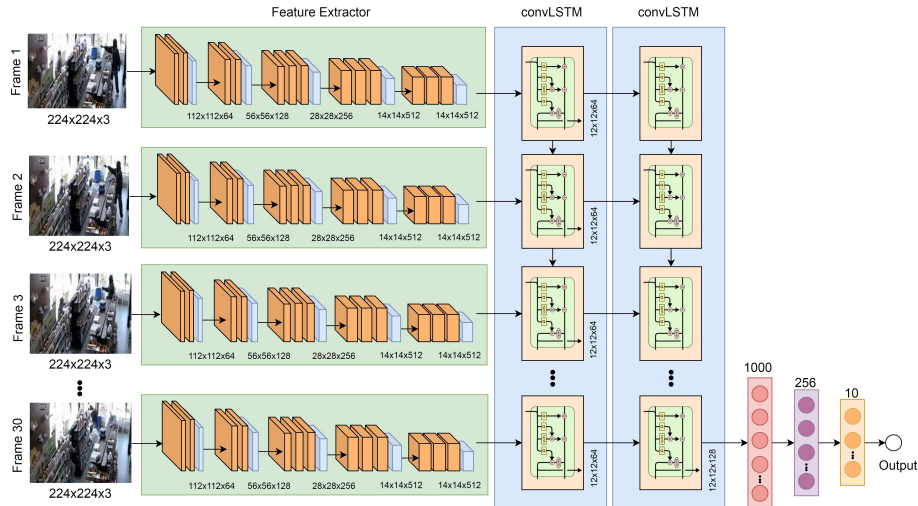 Feature Extractor
convLSTM
convLSTM
Frame 1
224x224x3
112x112x64
56x56x128
28x28x256
14x14x512
14x14x512
12x12x64
Frame 2
224x224x3
112x112x64
56x56x128
28x28x256
14x14x512
14x14x512
12x12x64
Frame 3
224x224x3
112x112x64
56x56x128
28x28x256
14x14x512
14x14x512
12x12x64
Frame 30
224x224x3
112x112x64
56x56x128
28x28x256
14x14x512
14x14x512
12x12x64
12x12x128
1000
256
10
Output